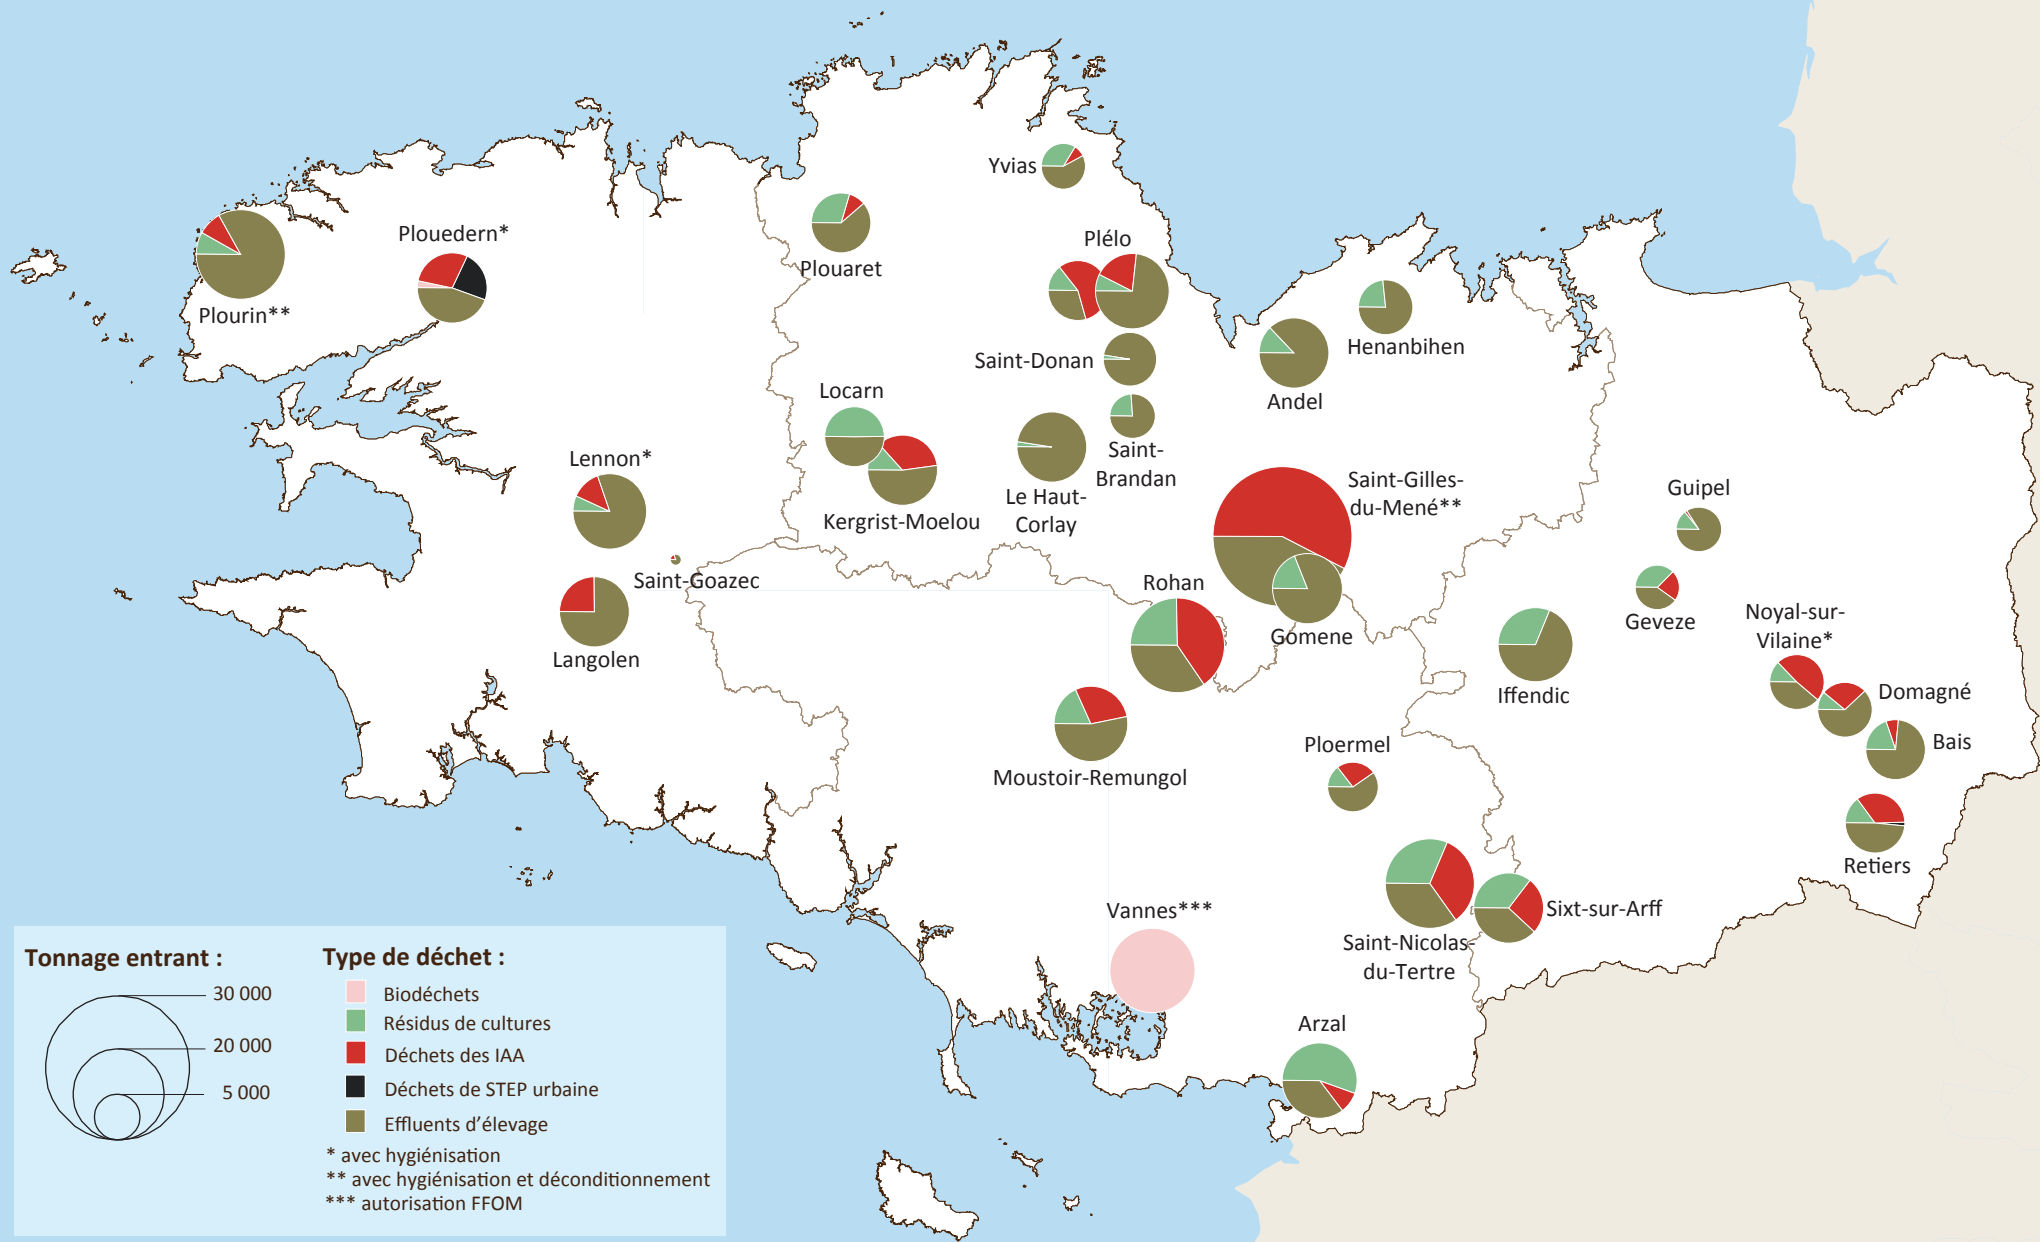 Yvias
Plouedern*
Plouaret
Plélo
Plourin**
Henanbihen
Saint-Donan
Andel
Locarn
Saint-
Brandan
Lennon*
Le Haut-
Corlay
Kergrist-Moelou
Saint-Gilles-
du-Mené**
Guipel
Saint-Goazec
Rohan
Geveze
Noyal-sur-
Vilaine*
Gomene
Langolen
Iffendic
Domagné
Bais
Moustoir-Remungol
Ploermel
Retiers
Vannes***
Saint-Nicolas
du-Tertre
Sixt-sur-Arff
Arzal
Tonnage entrant :
30 000
20 000
5 000
Type de déchet :
Biodéchets
Résidus de cultures
Déchets des IAA
Déchets de STEP urbaine
Effluents d'élevage
* avec hygiénisation
** avec hygiénisation et déconditionnement
*** autorisation FFOM